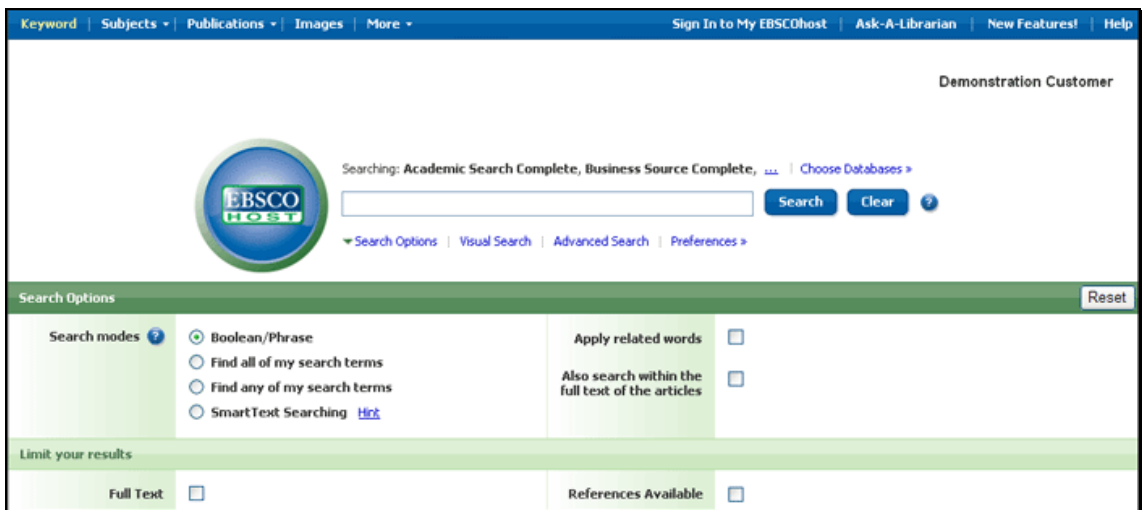 Keyword | Subjects | Publications | Images | More Sign In to My EBSCOhost | Ask-A-Librarian | New Features! | Help
Demonstration Customer
Searching: Academic Search Complete, Business Source Complete, ... | Choose Databases »
EBSCO
HOST
Search Clear ?
Search Options | Visual Search | Advanced Search | Preferences »
Search Options Reset
Search modes ? Boolean/Phrase Apply related words
Find all of my search terms
Find any of my search terms Also search within the
full text of the articles
SmartText Searching Hint
Limit your results
Full Text References Available